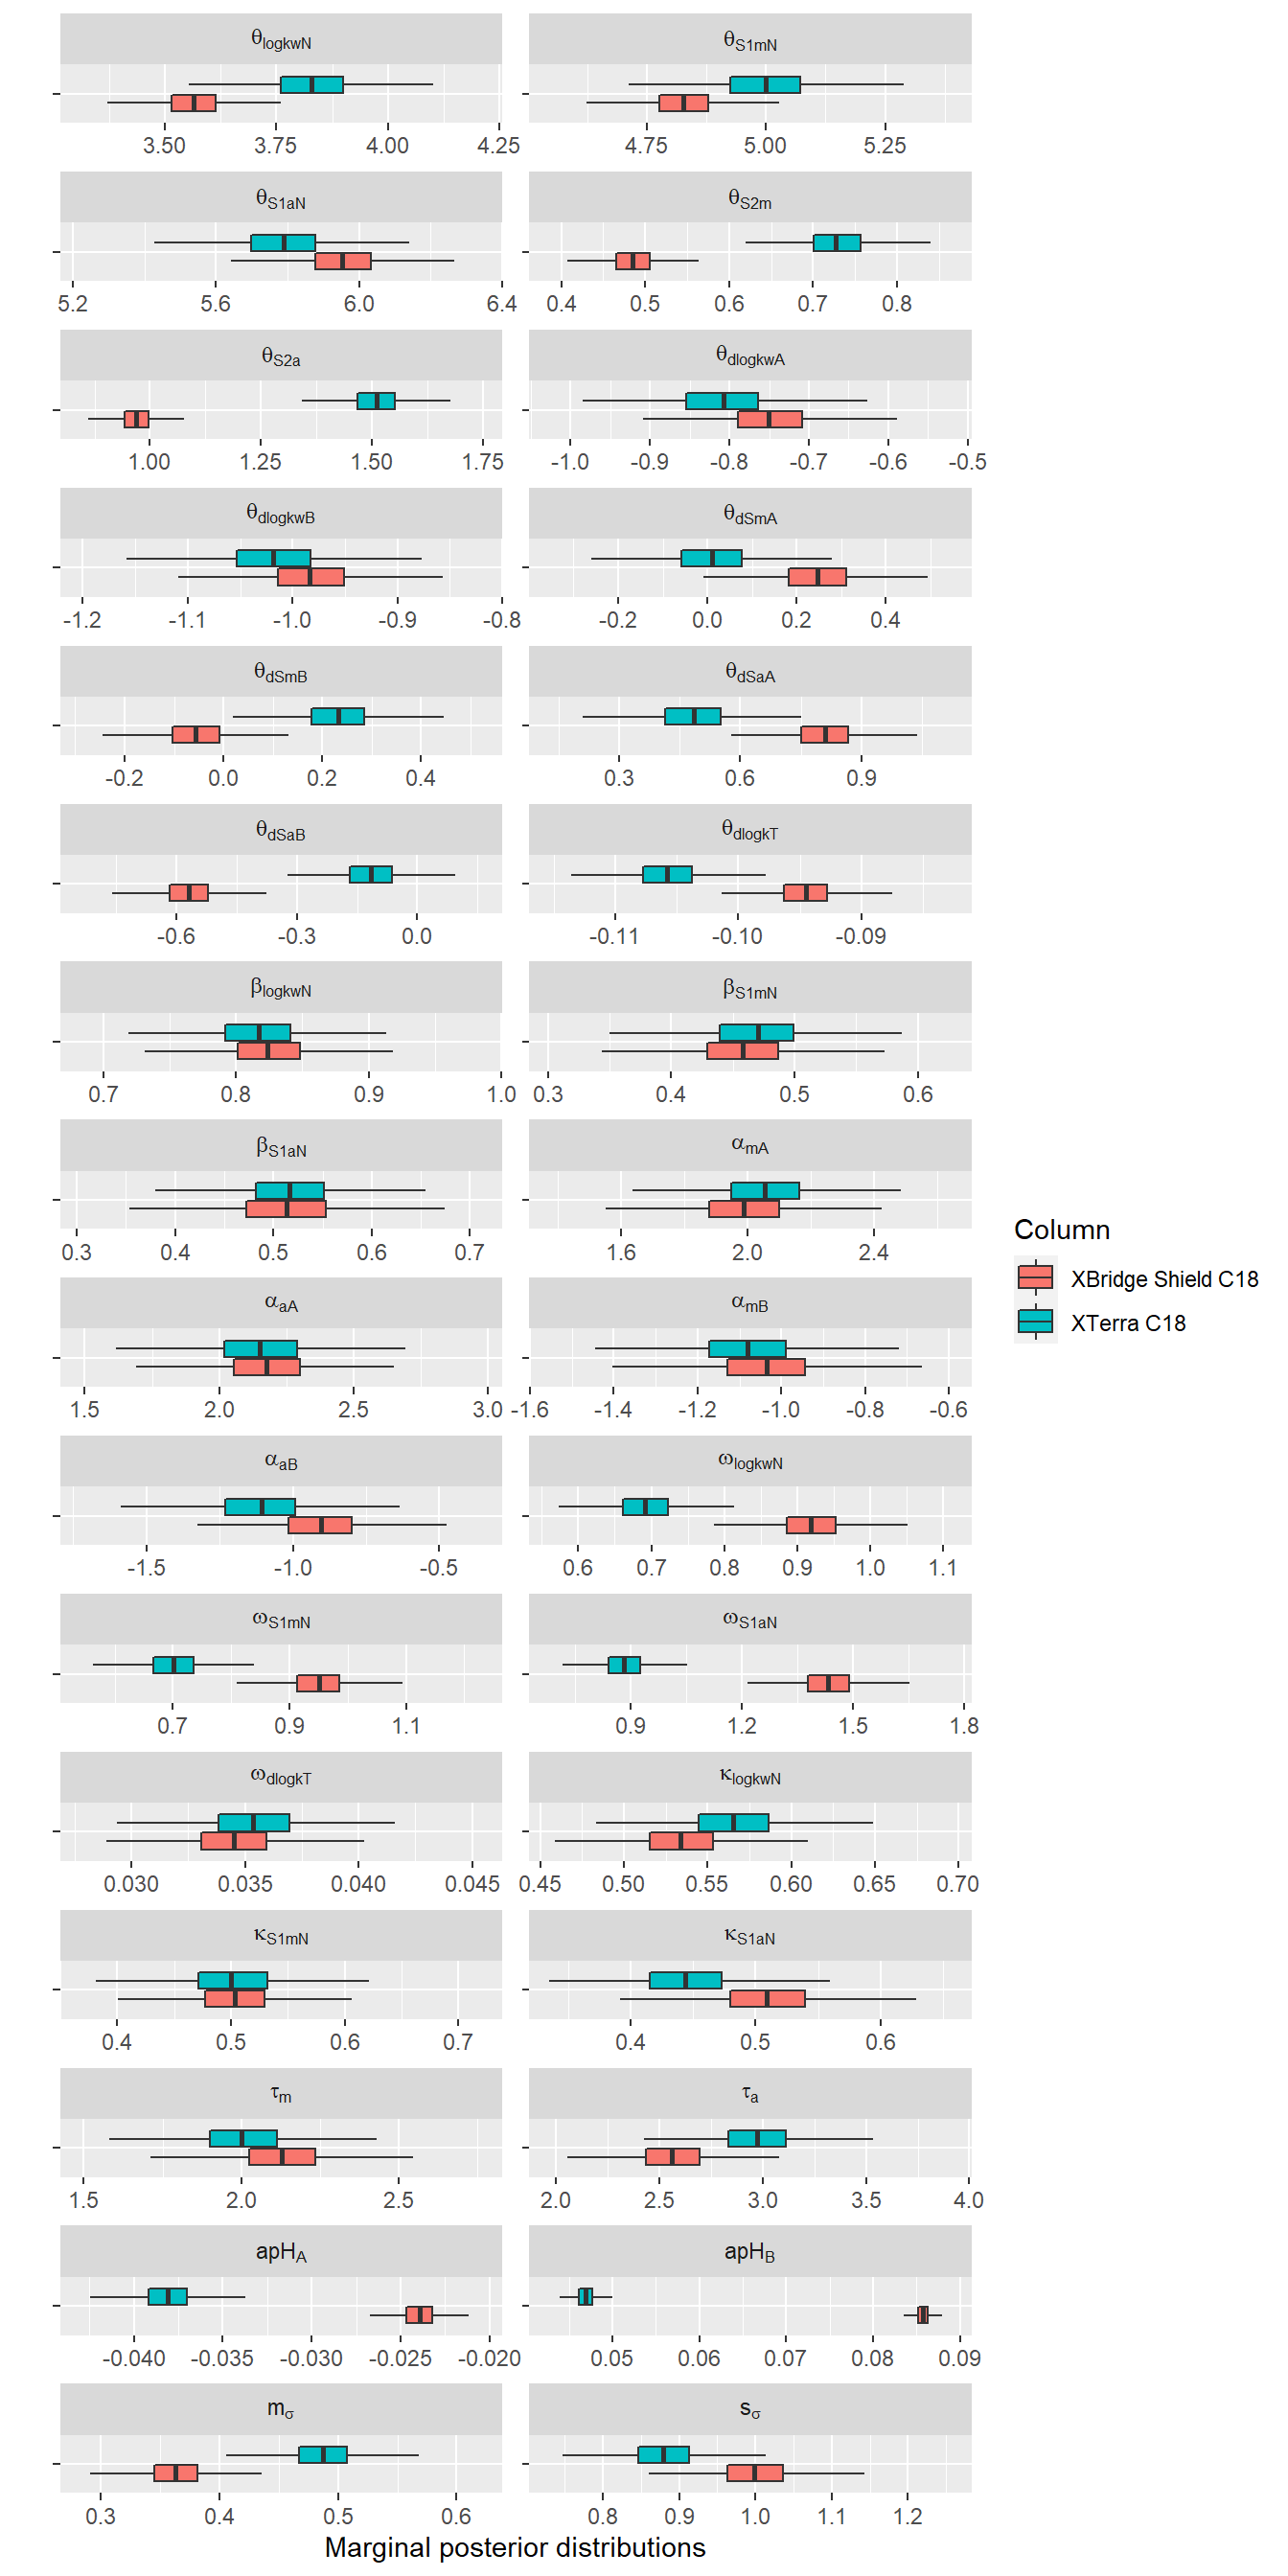 θlogkwN θS1mN
3.50 3.75 4.00 4.25 4.75 5.00 5.25
θS1aN θS2m
5.2 5.6 6.0 6.4 0.4 0.5 0.6 0.7 0.8
θS2a θdlogkwA
1.00 1.25 1.50 1.75 -1.0 -0.9 -0.8 -0.7 -0.6 -0.5
θdlogkwB θdSmA
-1.2 -1.1 -1.0 -0.9 -0.8 -0.2 0.0 0.2 0.4
θdSmB θdSaA
-0.2 0.0 0.2 0.4 0.3 0.6 0.9
θdSaB θdlogkT
-0.6 -0.3 0.0 -0.11 -0.10 -0.09
βlogkwN βS1mN
0.7 0.8 0.9 1.0 0.3 0.4 0.5 0.6
βS1aN αmA
0.3 0.4 0.5 0.6 0.7 1.6 2.0 2.4
Column
XBridge Shield C18
XTerra C18
αaA αmB
1.5 2.0 2.5 3.0 -1.6 -1.4 -1.2 -1.0 -0.8 -0.6
αaB ωlogkwN
-1.5 -1.0 -0.5 0.6 0.7 0.8 0.9 1.0 1.1
ωS1mN ωS1aN
0.7 0.9 1.1 0.9 1.2 1.5 1.8
ωdlogkT κlogkwN
0.030 0.035 0.040 0.045 0.45 0.50 0.55 0.60 0.65 0.70
κS1mN κS1aN
0.4 0.5 0.6 0.7 0.4 0.5 0.6
τm τa
1.5 2.0 2.5 2.0 2.5 3.0 3.5 4.0
apHA apHB
-0.040 -0.035 -0.030 -0.025 -0.020 0.05 0.06 0.07 0.08 0.09
mσ sσ
0.3 0.4 0.5 0.6 0.8 0.9 1.0 1.1 1.2
Marginal posterior distributions